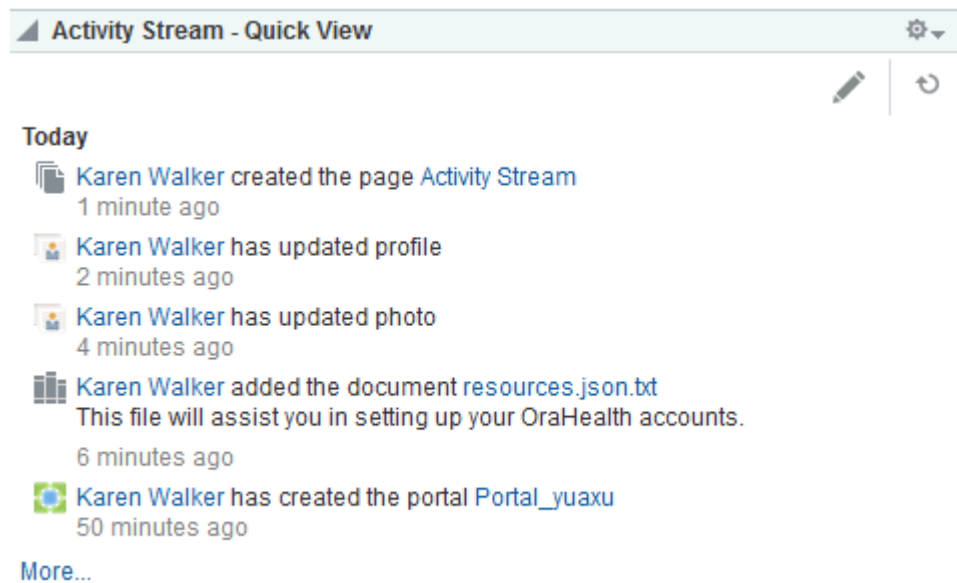 Activity Stream - Quick View
Today
Karen Walker created the page Activity Stream
1 minute ago
Karen Walker has updated profile
2 minutes ago
Karen Walker has updated photo
4 minutes ago
Karen Walker added the document resources.json.txt
This file will assist you in setting up your OraHealth accounts.
6 minutes ago
Karen Walker has created the portal Portal_yuaxu
50 minutes ago
More...